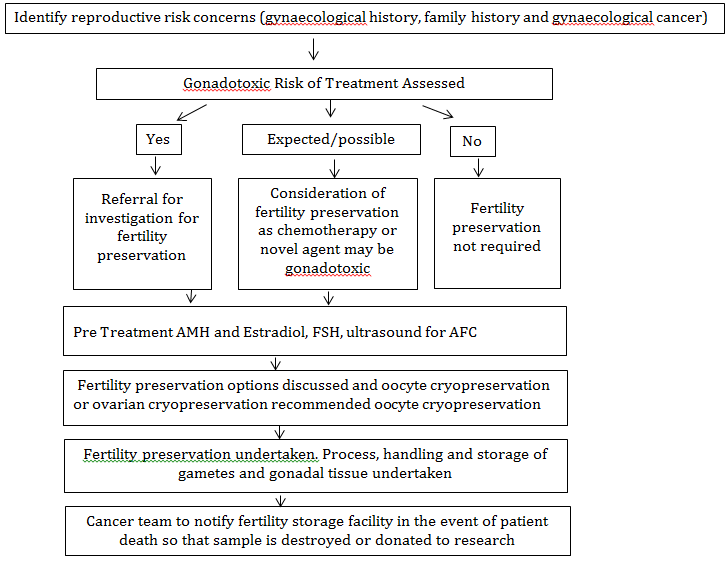 Identify reproductive risk concerns (gynaecological history, family history and gynaecological cancer)
Gonadotoxic Risk of Treatment Assessed
Yes
Expected/possible
No
Referral for
investigation for
fertility
preservation
Consideration of
fertility preservation
as chemotherapy or
novel agent may be
gonadotoxic
Fertility
preservation
not required
Pre Treatment AMH and Estradiol, FSH, ultrasound for AFC
Fertility preservation options discussed and oocyte cryopreservation
or ovarian cryopreservation recommended oocyte cryopreservation
Fertility preservation undertaken. Process, handling and storage of
gametes and gonadal tissue undertaken
Cancer team to notify fertility storage facility in the event of patient
death so that sample is destroyed or donated to research